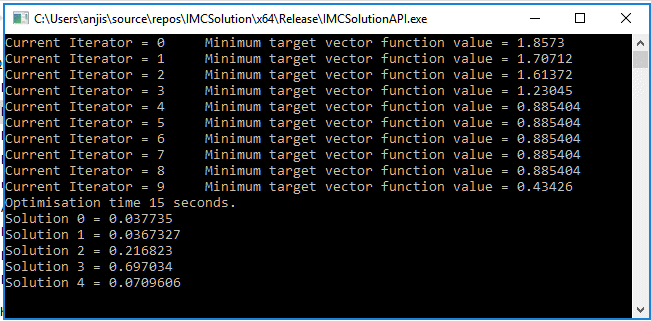 C:\Users\anjis\source\repos\IMCSolution\x64\Release\IMCSolutionAPI.exe
Current Iterator = 0     Minimum target vector function value = 1.8573
Current Iterator = 1     Minimum target vector function value = 1.70712
Current Iterator = 2     Minimum target vector function value = 1.61372
Current Iterator = 3     Minimum target vector function value = 1.23045
Current Iterator = 4     Minimum target vector function value = 0.885404
Current Iterator = 5     Minimum target vector function value = 0.885404
Current Iterator = 6     Minimum target vector function value = 0.885404
Current Iterator = 7     Minimum target vector function value = 0.885404
Current Iterator = 8     Minimum target vector function value = 0.885404
Current Iterator = 9     Minimum target vector function value = 0.43426
Optimisation time 15 seconds.
Solution 0 = 0.037735
Solution 1 = 0.0367327
Solution 2 = 0.216823
Solution 3 = 0.697034
Solution 4 = 0.0709606